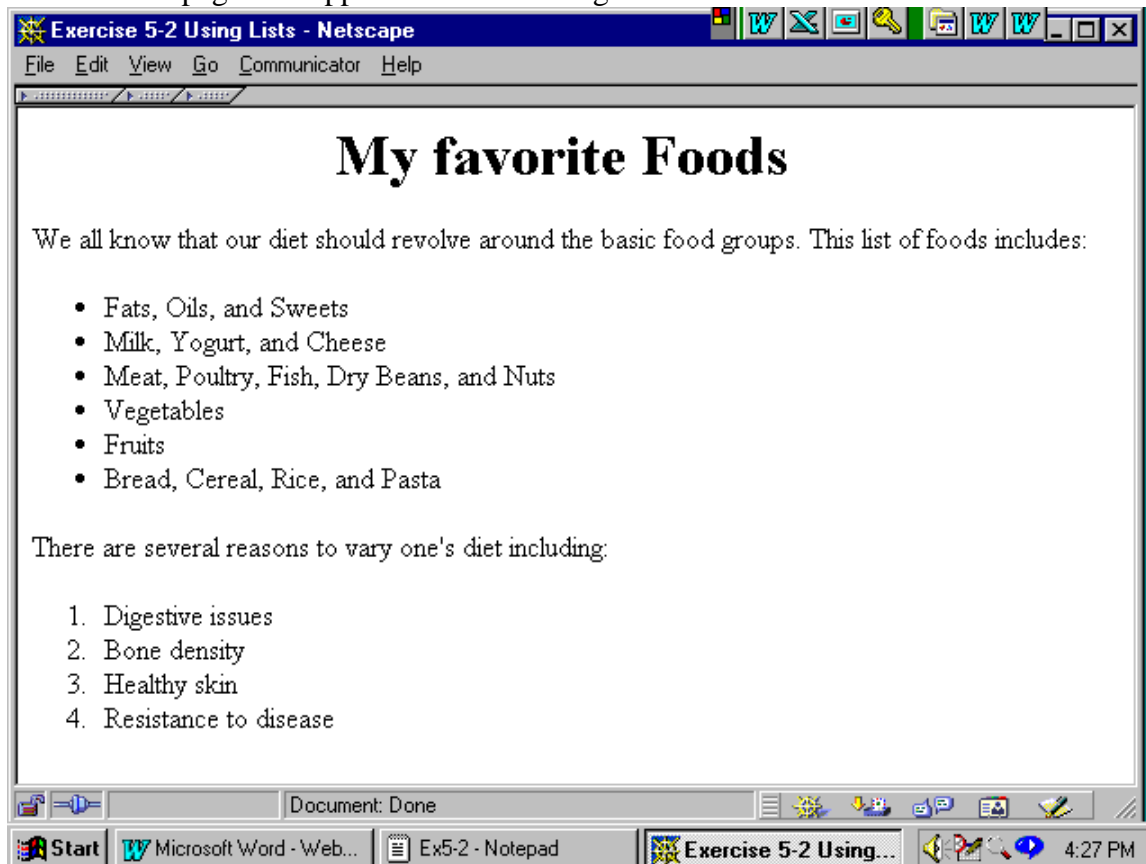 Exercise 5-2 Using Lists - Netscape
File Edit View Go Communicator Help
My favorite Foods
We all know that our diet should revolve around the basic food groups. This list of foods includes:
• Fats, Oils, and Sweets
• Milk, Yogurt, and Cheese
• Meat, Poultry, Fish, Dry Beans, and Nuts
• Vegetables
• Fruits
• Bread, Cereal, Rice, and Pasta
There are several reasons to vary one's diet including:
1. Digestive issues
2. Bone density
3. Healthy skin
4. Resistance to disease
Document: Done
Start Microsoft Word - Web... Ex5-2 - Notepad Exercise 5-2 Using... 4:27 PM